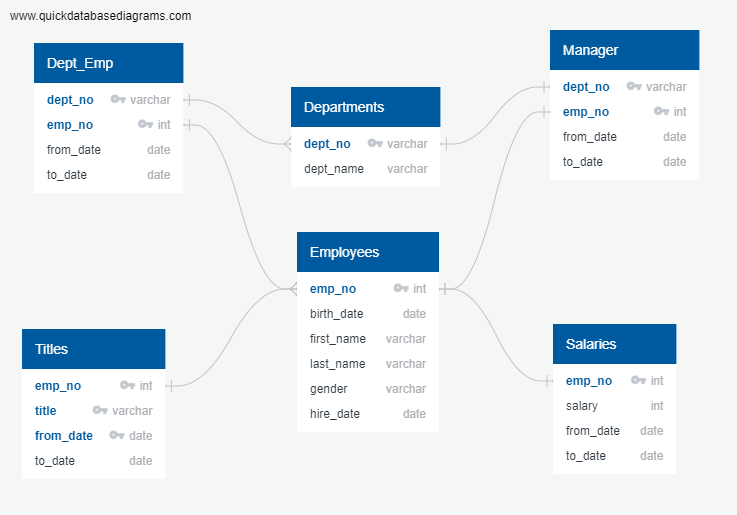 www.quickdatabasediagrams.com
Dept_Emp
dept_no varchar
emp_no int
from_date date
to_date date
Departments
dept_no varchar
dept_name varchar
Manager
dept_no varchar
emp_no int
from_date date
to_date date
Employees
emp_no int
birth_date date
first_name varchar
last_name varchar
gender varchar
hire_date date
Titles
emp_no int
title varchar
from_date date
to_date date
Salaries
emp_no int
salary int
from_date date
to_date date